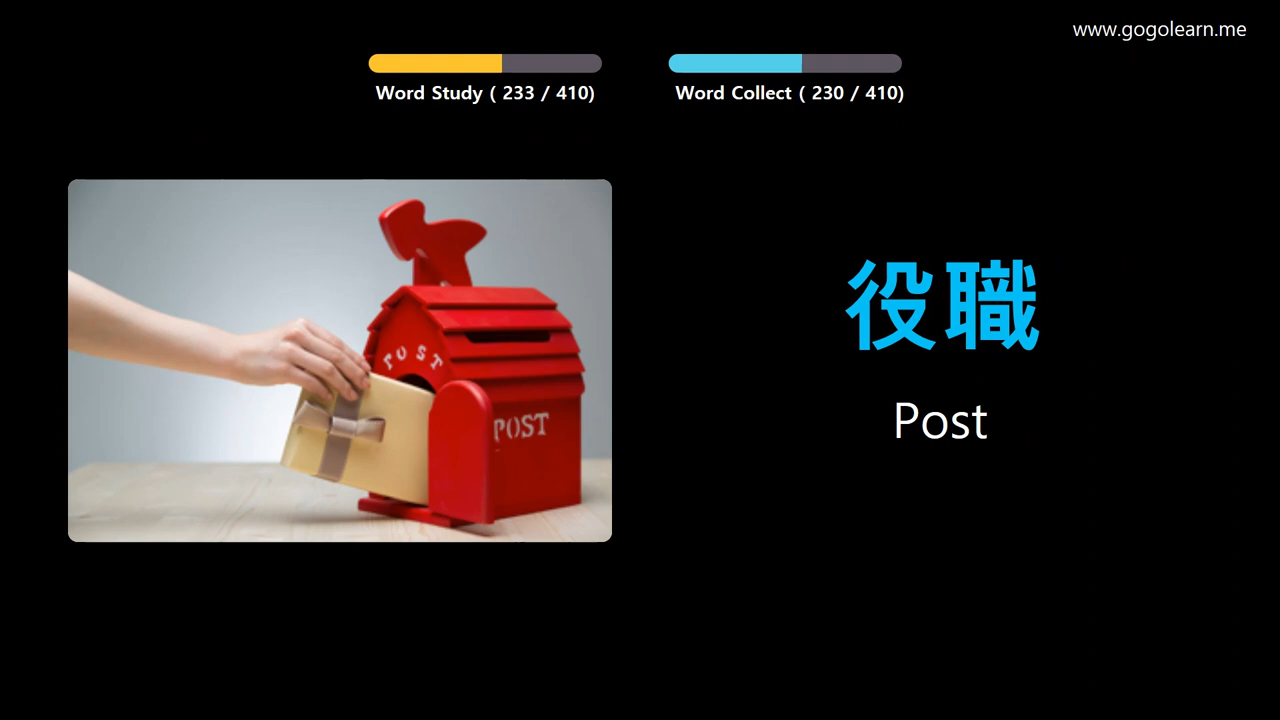 www.gogolearn.me
Word Study ( 233 / 410)
Word Collect ( 230 / 410)
POST
POST
役職
Post